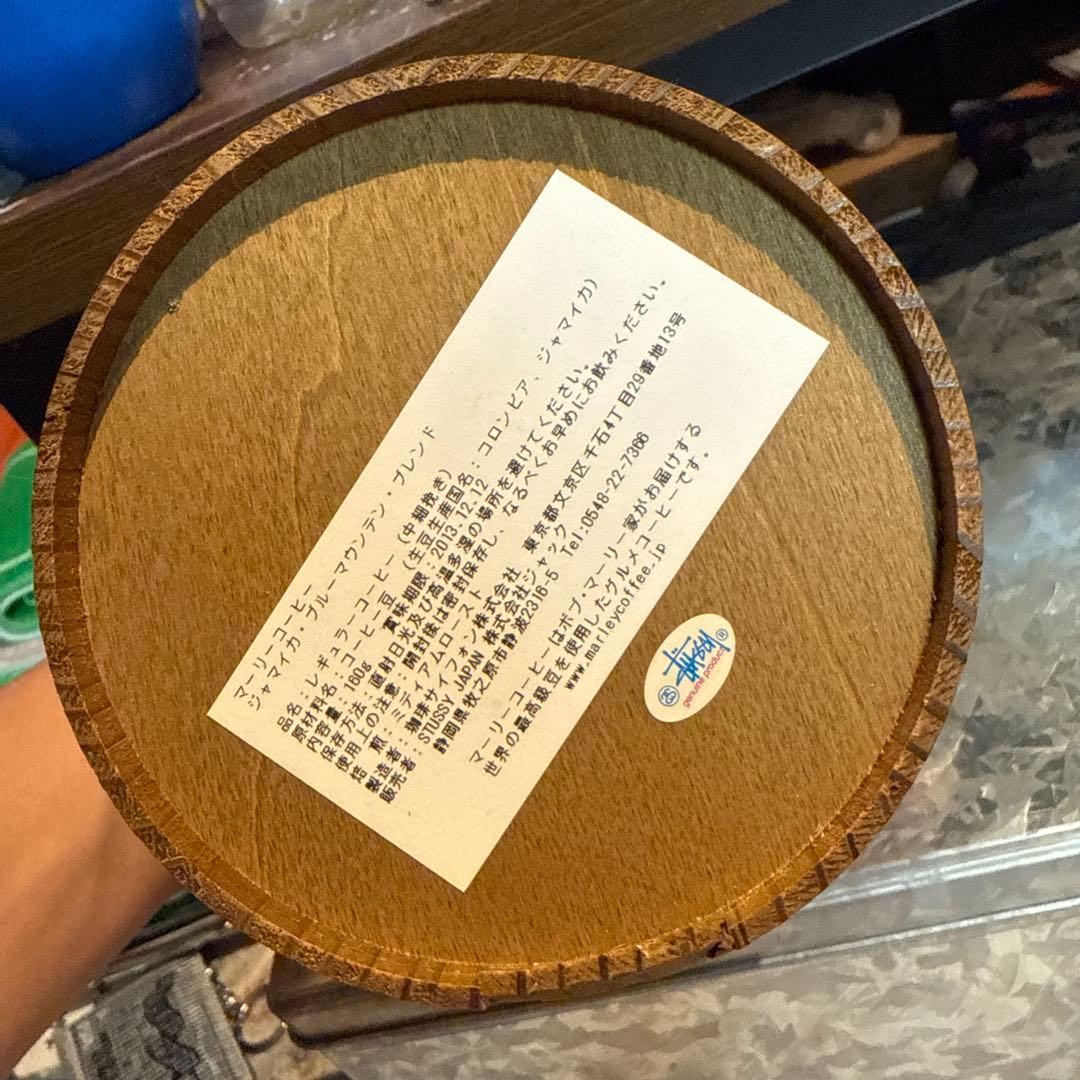 マーリーコーヒー
ジャマイカ・ブルーマウンテン・ブレンド
品名：レギュラーコーヒー（中細挽き）
原材料名：コーヒー豆（生豆生産国名：コロンビア、ジャマイカ）
内容量：160g 賞味期限：2013.12.12
保存方法：直射日光及び高温多湿の場所を避けてください。
使用上の注意：開封後は密封保存し、なるべくお早めにお飲みください。
焙煎：ミディアムロースト
製造者：珈琲サイフォン株式会社 東京都文京区千石4丁目29番地13号
販売者：STUSSY JAPAN 株式会社ジャック
静岡県牧之原市静波2316-5 Tel:0548-22-7366
マーリーコーヒーはボブ・マーリー家がお届けする
世界の最高級豆を使用したグルメコーヒーです。
www.marleycoffee.jp
Stüssy ®
genuine product